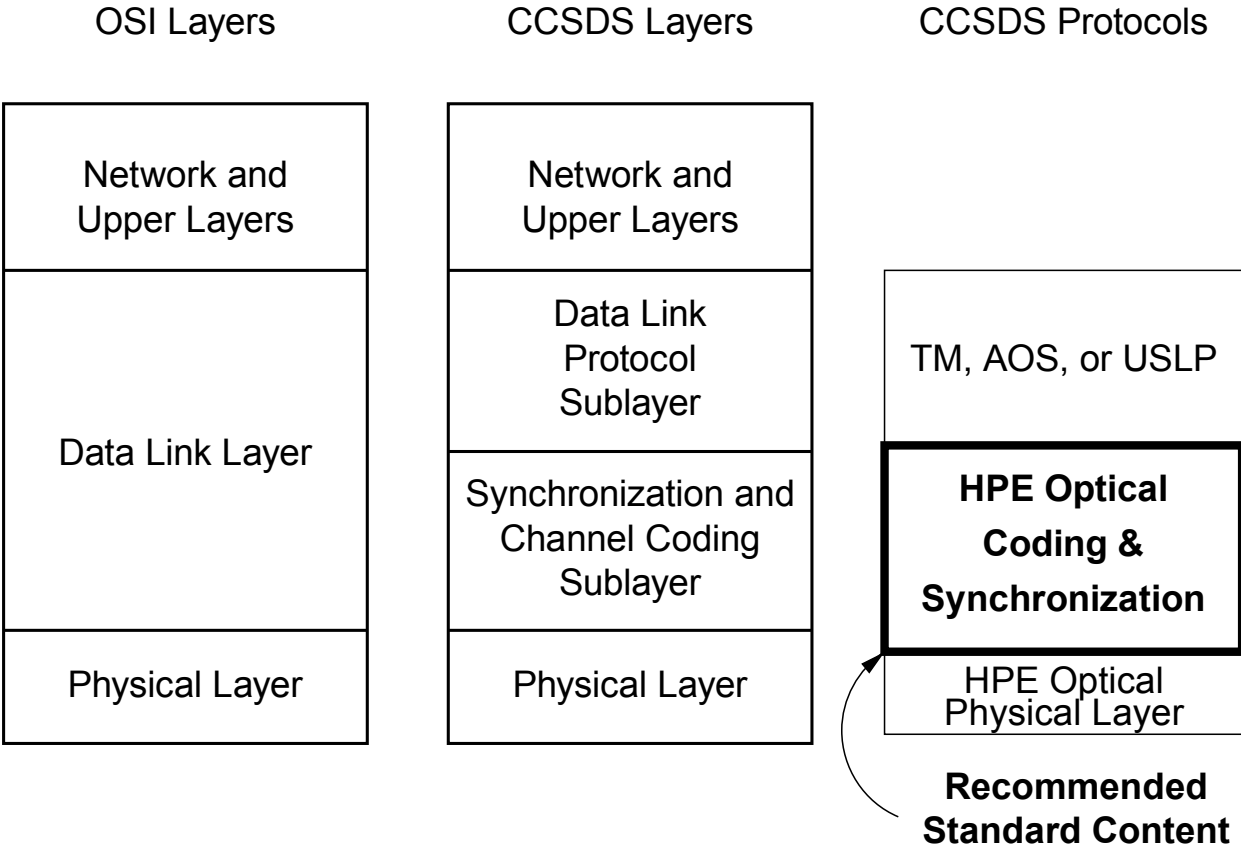 OSI Layers
CCSDS Layers
CCSDS Protocols
Network and
Upper Layers
Data Link Layer
Physical Layer
Network and
Upper Layers
Data Link
Protocol
Sublayer
Synchronization and
Channel Coding
Sublayer
Physical Layer
TM, AOS, or USLP
HPE Optical
Coding &
Synchronization
HPE Optical
Physical Layer
Recommended
Standard Content